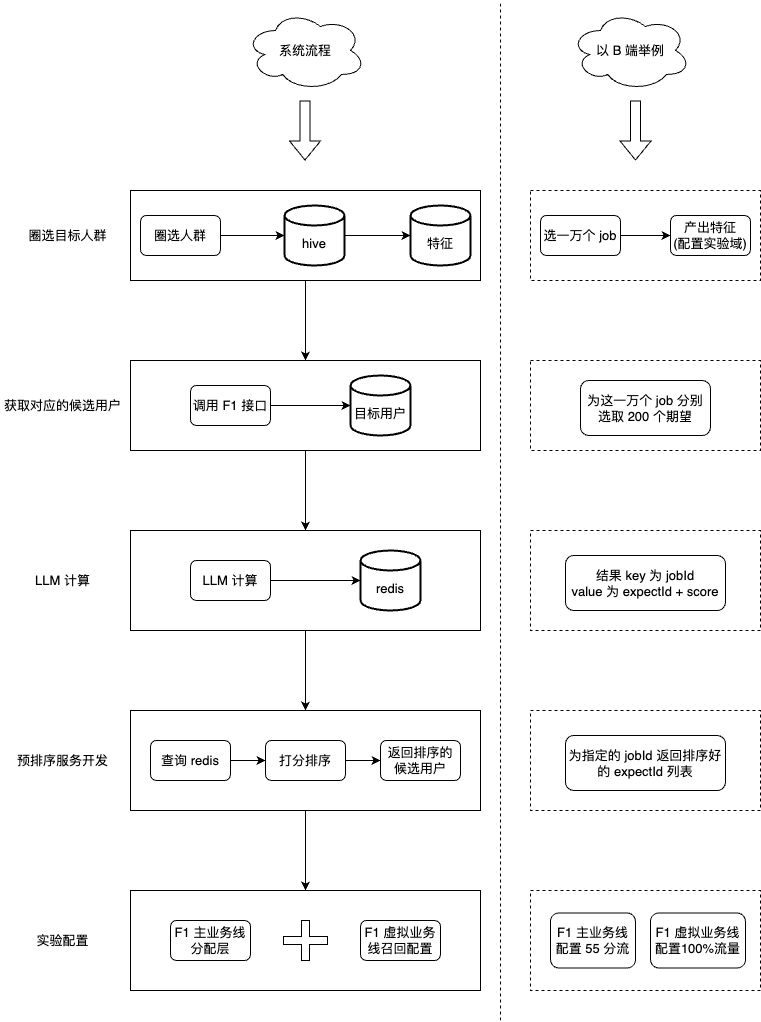 系统流程
以 B 端举例
圈选目标人群
圈选人群
hive
特征
选一万个 job
产出特征
(配置实验域)
获取对应的候选用户
调用 F1 接口
目标用户
为这一万个 job 分别
选取 200 个期望
LLM 计算
LLM 计算
redis
结果 key 为 jobId
value 为 expectId + score
预排序服务开发
查询 redis
打分排序
返回排序的
候选用户
为指定的 jobId 返回排序好
的 expectId 列表
实验配置
F1 主业务线
分配层
F1 虚拟业务
线召回配置
F1 主业务线
配置 55 分流
F1 虚拟业务线
配置100%流量